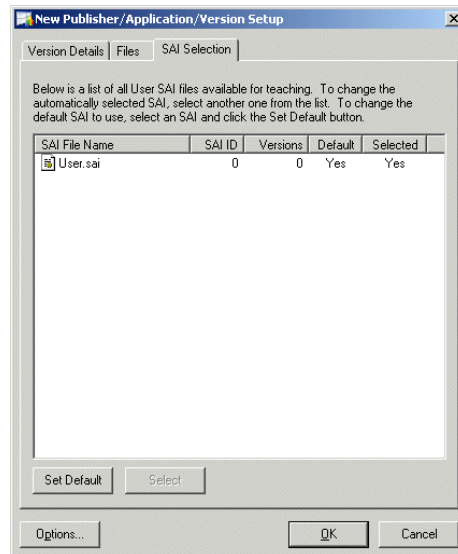 New Publisher/Application/Version Setup
Version Details Files SAI Selection
Below is a list of all User SAI files available for teaching. To change the
automatically selected SAI, select another one from the list. To change the
default SAI to use, select an SAI and click the Set Default button.
SAI File Name SAI ID Versions Default Selected
User.sai 0 0 Yes Yes
Set Default Select
Options... OK Cancel